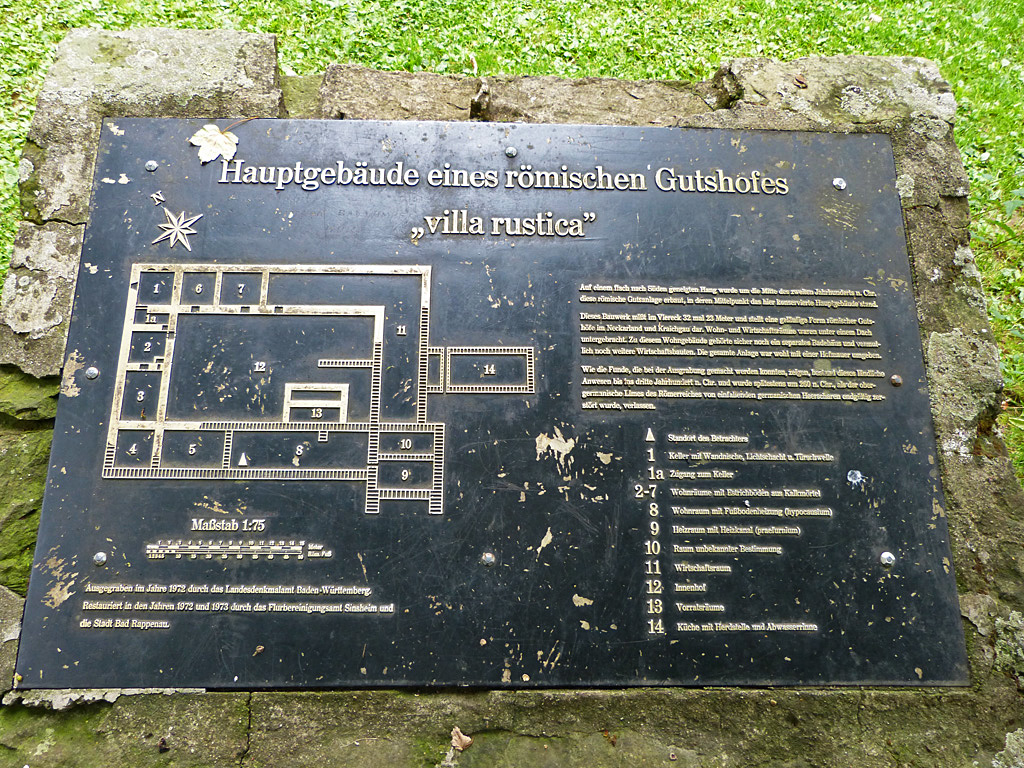 Hauptgebäude eines römischen Gutshofes
„villa rustica”
N
1
6
7
1a
2
3
11
12
14
13
4
5
8
10
9
Maßstab 1:75
Meter
Röm. Fuß
Ausgegraben im Jahre 1972 durch das Landesdenkmalamt Baden-Württemberg.
Restauriert in den Jahren 1972 und 1973 durch das Flurbereinigungsamt Sinsheim und
die Stadt Bad Rappenau.
Auf einem flach nach Süden geneigten Hang wurde um die Mitte des zweiten Jahrhunderts n. Chr.
diese römische Gutsanlage erbaut, in deren Mittelpunkt das hier konservierte Hauptgebäude stand.
Dieses Bauwerk mißt im Viereck 32 mal 23 Meter und stellt eine geläufige Form römischer Guts-
höfe im Neckarland und Kraichgau dar. Wohn- und Wirtschaftsräume waren unter einem Dach
untergebracht. Zu diesem Wohngebäude gehörte sicher noch ein separates Badehaus und vermut-
lich noch weitere Wirtschaftsbauten. Die gesamte Anlage war wohl mit einer Hofmauer umgeben.
Wie die Funde, die bei der Ausgrabung gemacht werden konnten, zeigen, bestand dieses ländliche
Anwesen bis ins dritte Jahrhundert n. Chr. und wurde spätestens um 260 n. Chr., als der ober-
germanische Limes des Römerreiches von einfallenden germanischen Heerscharen endgültig zer-
stört wurde, verlassen.
Standort des Betrachters
1 Keller mit Wandnische, Lichtschacht u. Türschwelle
1a Zugang zum Keller
2-7 Wohnräume mit Estrichböden aus Kalkmörtel
8 Wohnraum mit Fußbodenheizung (hypocaustum)
9 Heizraum mit Heizkanal (praefurnium)
10 Raum unbekannter Bestimmung
11 Wirtschaftsraum
12 Innenhof
13 Vorratsräume
14 Küche mit Herdstelle und Abwasserrinne